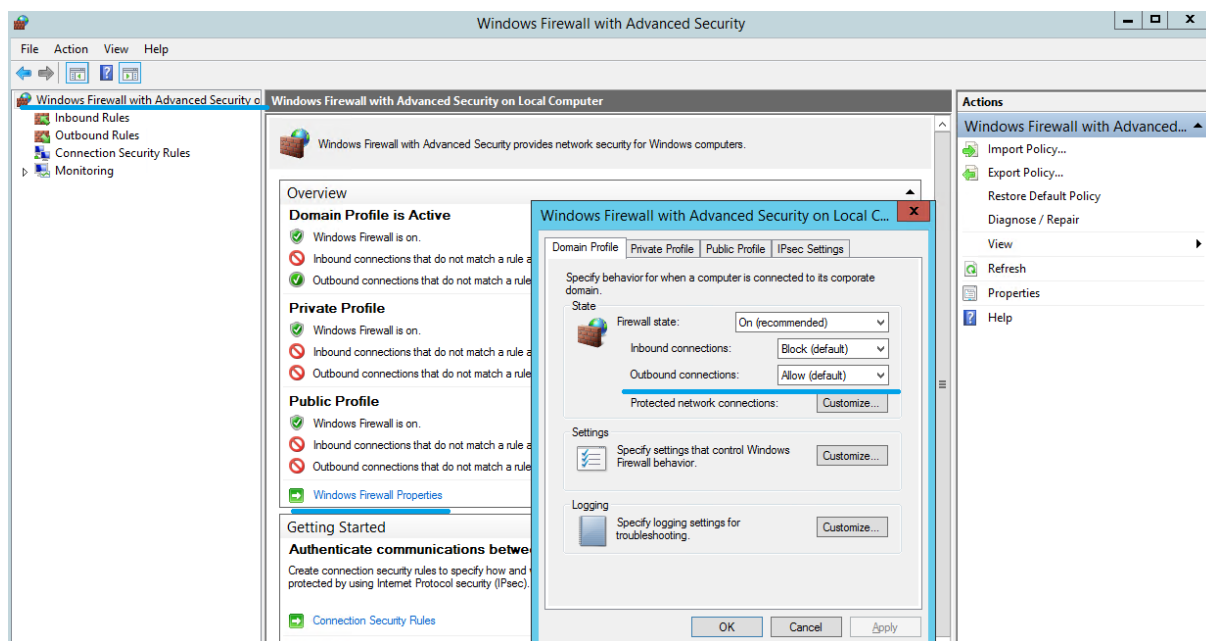 Windows Firewall with Advanced Security
File Action View Help
Windows Firewall with Advanced Security o
Inbound Rules
Outbound Rules
Connection Security Rules
Monitoring
Windows Firewall with Advanced Security on Local Computer
Windows Firewall with Advanced Security provides network security for Windows computers.
Overview
Domain Profile is Active
Windows Firewall is on.
Inbound connections that do not match a rule a
Outbound connections that do not match a rule
Private Profile
Windows Firewall is on.
Inbound connections that do not match a rule a
Outbound connections that do not match a rule
Public Profile
Windows Firewall is on.
Inbound connections that do not match a rule a
Outbound connections that do not match a rule
Windows Firewall Properties
Getting Started
Authenticate communications betwe
Create connection security rules to specify how and
protected by using Internet Protocol security (IPsec).
Connection Security Rules
Windows Firewall with Advanced Security on Local C...
Domain Profile Private Profile Public Profile IPsec Settings
Specify behavior for when a computer is connected to its corporate
domain.
State
Firewall state: On (recommended)
Inbound connections: Block (default)
Outbound connections: Allow (default)
Protected network connections: Customize...
Settings
Specify settings that control Windows
Firewall behavior.
Customize...
Logging
Specify logging settings for
troubleshooting.
Customize...
OK Cancel Apply
Actions
Windows Firewall with Advanced...
Import Policy...
Export Policy...
Restore Default Policy
Diagnose / Repair
View
Refresh
Properties
Help